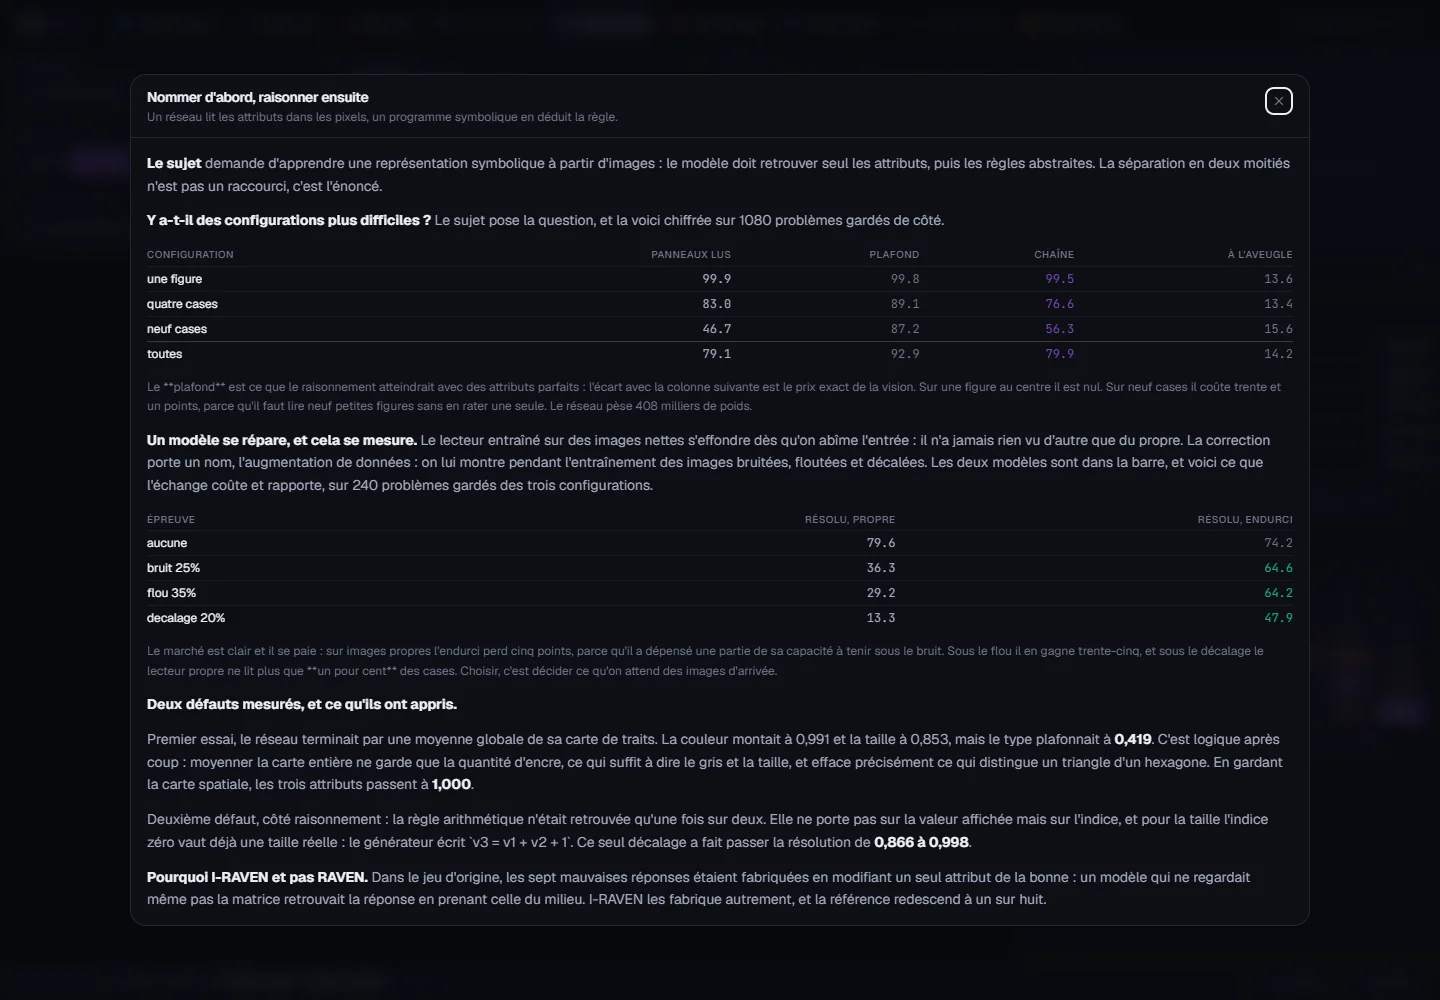 Nommer d'abord, raisonner ensuite
Un réseau lit les attributs dans les pixels, un programme symbolique en déduit la règle.
Le sujet demande d'apprendre une représentation symbolique à partir d'images : le modèle doit retrouver seul les attributs, puis les règles abstraites. La séparation en deux moitiés
n'est pas un raccourci, c'est l'énoncé.
Y a-t-il des configurations plus difficiles ? Le sujet pose la question, et la voici chiffrée sur 1080 problèmes gardés de côté.
CONFIGURATION PANNEAUX LUS PLAFOND CHAÎNE À L'AVEUGLE
une figure 99.9 99.8 99.5 13.6
quatre cases 83.0 89.1 76.6 13.4
neuf cases 46.7 87.2 56.3 15.6
toutes 79.1 92.9 79.9 14.2
Le **plafond** est ce que le raisonnement atteindrait avec des attributs parfaits : l'écart avec la colonne suivante est le prix exact de la vision. Sur une figure au centre il est nul. Sur neuf cases il coûte trente et
un points, parce qu'il faut lire neuf petites figures sans en rater une seule. Le réseau pèse 408 milliers de poids.
Un modèle se répare, et cela se mesure. Le lecteur entraîné sur des images nettes s'effondre dès qu'on abîme l'entrée : il n'a jamais rien vu d'autre que du propre. La correction
porte un nom, l'augmentation de données : on lui montre pendant l'entraînement des images bruitées, floutées et décalées. Les deux modèles sont dans la barre, et voici ce que
l'échange coûte et rapporte, sur 240 problèmes gardés des trois configurations.
ÉPREUVE RÉSOLU, PROPRE RÉSOLU, ENDURCI
aucune 79.6 74.2
bruit 25% 36.3 64.6
flou 35% 29.2 64.2
decalage 20% 13.3 47.9
Le marché est clair et il se paie : sur images propres l'endurci perd cinq points, parce qu'il a dépensé une partie de sa capacité à tenir sous le bruit. Sous le flou il en gagne trente-cinq, et sous le décalage le
lecteur propre ne lit plus que **un pour cent** des cases. Choisir, c'est décider ce qu'on attend des images d'arrivée.
Deux défauts mesurés, et ce qu'ils ont appris.
Premier essai, le réseau terminait par une moyenne globale de sa carte de traits. La couleur montait à 0,991 et la taille à 0,853, mais le type plafonnait à 0,419. C'est logique après
coup : moyenner la carte entière ne garde que la quantité d'encre, ce qui suffit à dire le gris et la taille, et efface précisément ce qui distingue un triangle d'un hexagone. En gardant
la carte spatiale, les trois attributs passent à 1,000.
Deuxième défaut, côté raisonnement : la règle arithmétique n'était retrouvée qu'une fois sur deux. Elle ne porte pas sur la valeur affichée mais sur l'indice, et pour la taille l'indice
zéro vaut déjà une taille réelle : le générateur écrit `v3 = v1 + v2 + 1`. Ce seul décalage a fait passer la résolution de 0,866 à 0,998.
Pourquoi I-RAVEN et pas RAVEN. Dans le jeu d'origine, les sept mauvaises réponses étaient fabriquées en modifiant un seul attribut de la bonne : un modèle qui ne regardait
même pas la matrice retrouvait la réponse en prenant celle du milieu. I-RAVEN les fabrique autrement, et la référence redescend à un sur huit.